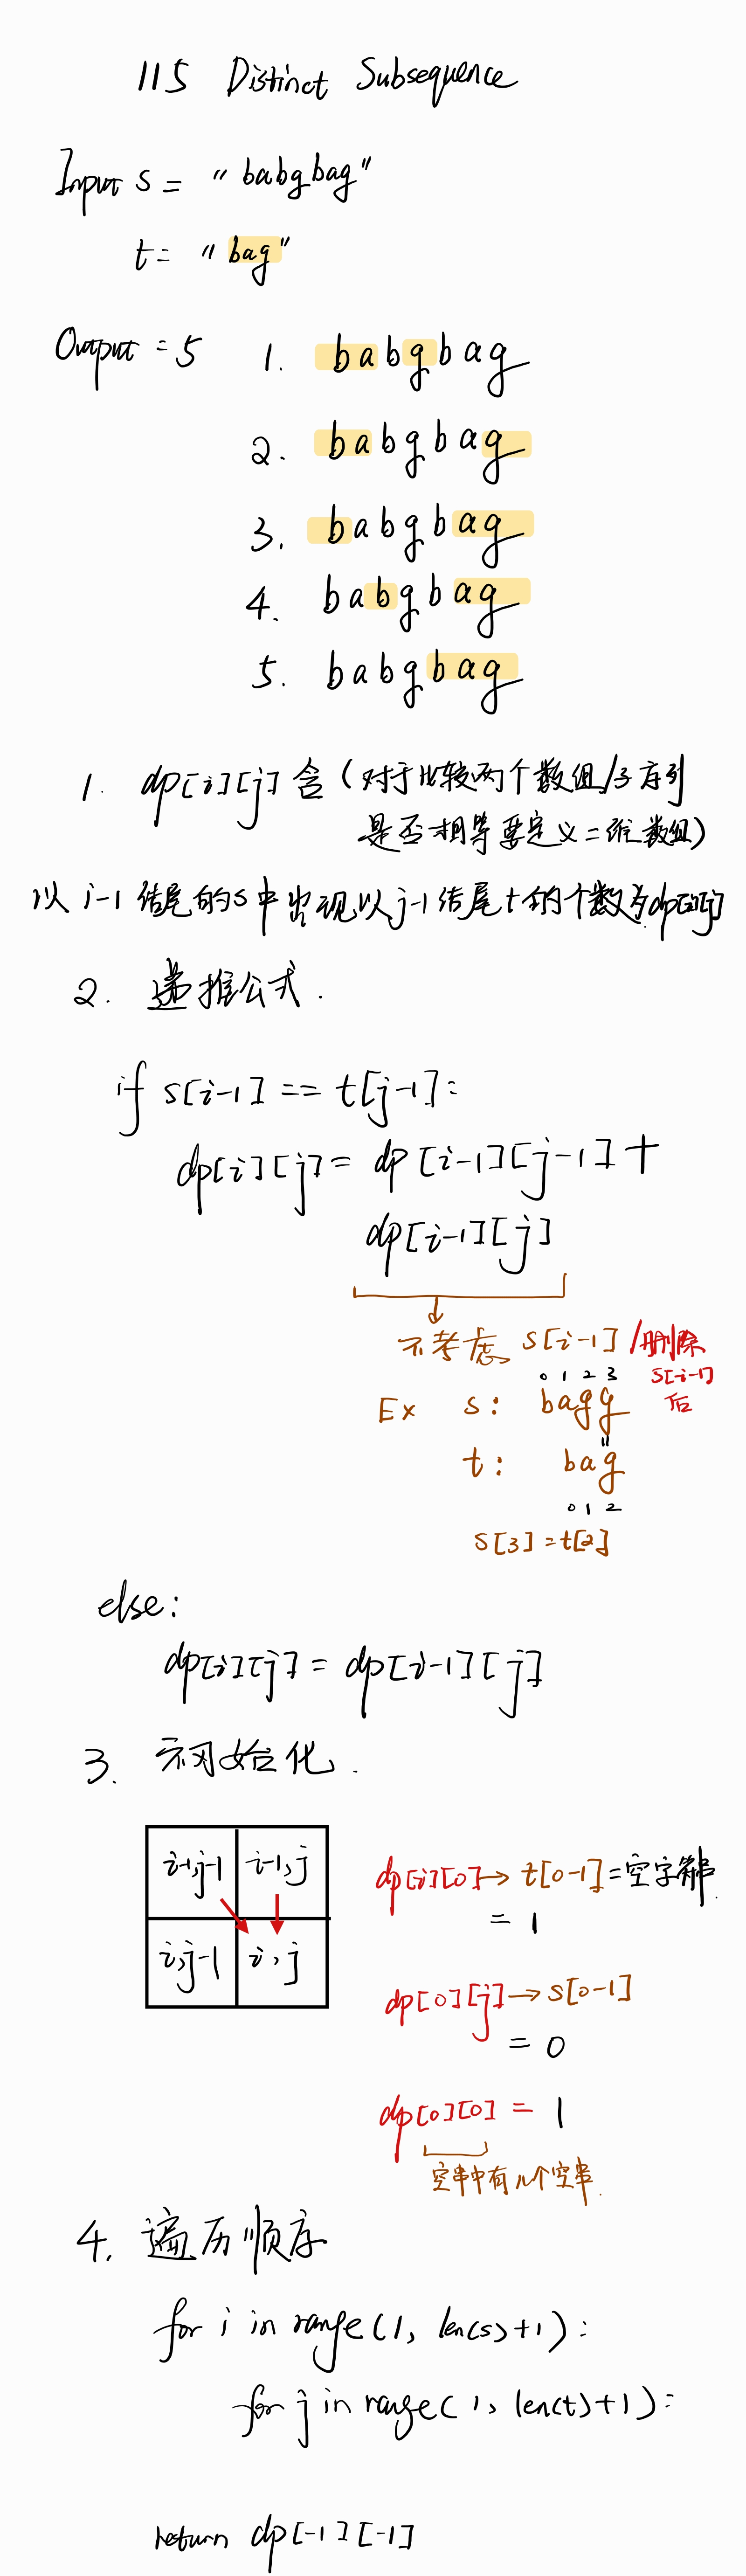 115 Distinct Subsequence
Input s = "babgbag"
t = "bag"
Output = 5
1. babgbag
2. babgbag
3. babgbag
4. babgbag
5. babgbag
1. dp[i][j] 含 (对于比较两个数组/子序列
是否相等要定义二维数组)
以 i-1 结尾的s中出现以j-1结尾t的个数为dp[i][j]
2. 递推公式.
if s[i-1] == t[j-1]:
dp[i][j] = dp[i-1][j-1] +
dp[i-1][j]
不考虑 s[i-1] /删除
s[i-1]
后
0 1 2 3
Ex s: bagg
"
t: bag
0 1 2
s[3] = t[2]
else:
dp[i][j] = dp[i-1][j]
3. 初始化.
i-1,j-1 i-1,j
i,j-1 i,j
dp[i][0] → t[0-1] = 空字符串.
= 1
dp[0][j] → s[0-1]
= 0
dp[0][0] = 1
空串中有几个空串.
4. 遍历顺序
for i in range(1, len(s)+1):
for j in range(1, len(t)+1):
return dp[-1][-1]